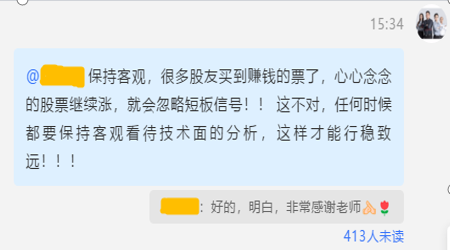 15:34
@ 保持客观，很多股友买到赚钱的票了，心心念念
的股票继续涨，就会忽略短板信号！！ 这不对，任何时候
都要保持客观看待技术面的分析，这样才能行稳致
远！！！
：好的，明白，非常感谢老师🙏🌹
413人未读